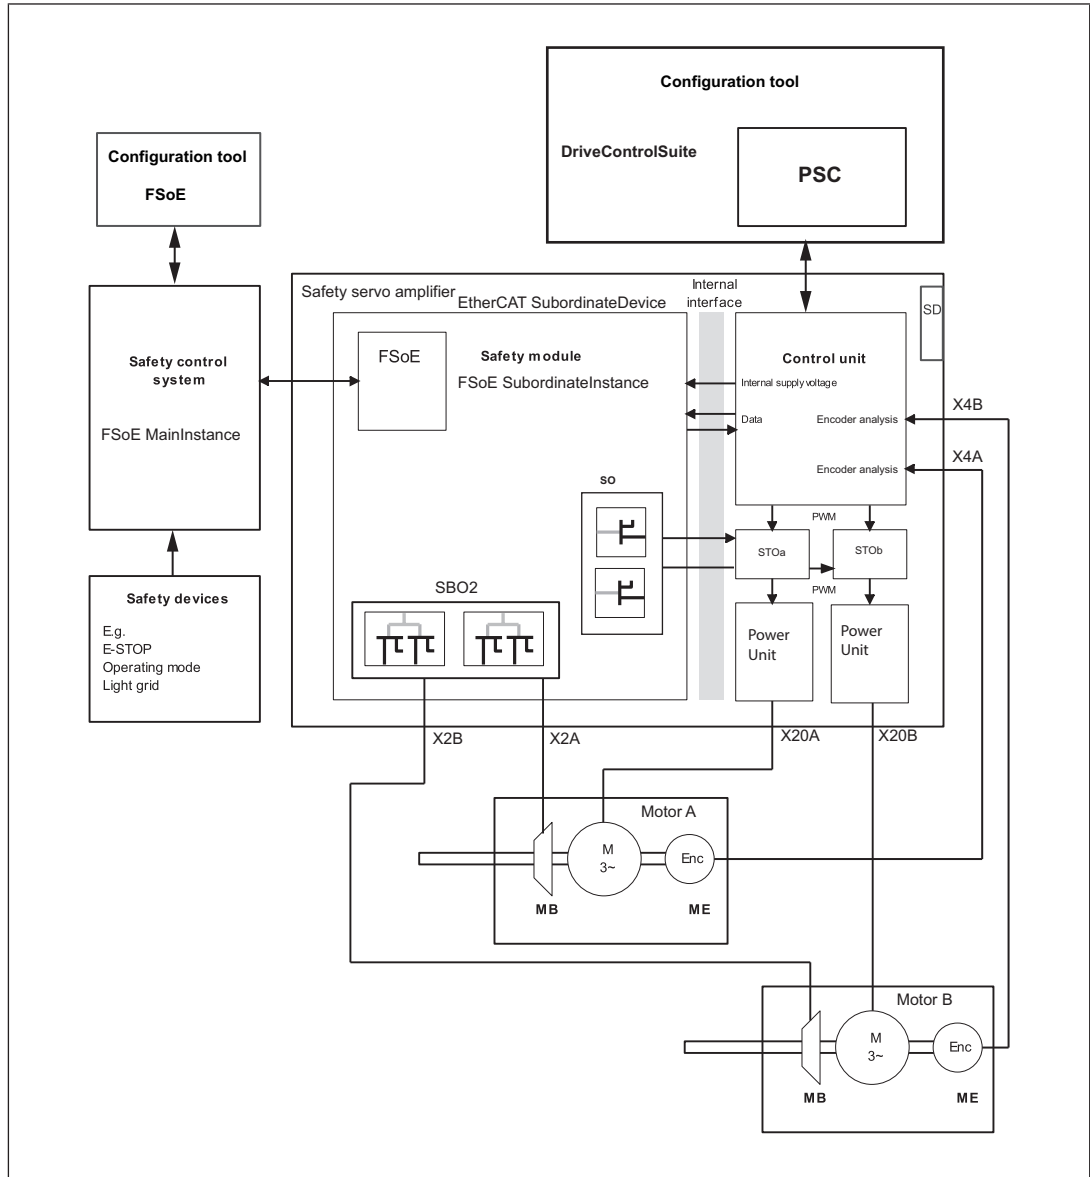 Configuration tool
DriveControlSuite
PSC
Configuration tool
FSoE
Safety servo amplifier
EtherCAT SubordinateDevice
Internal
interface
SD
Safety control
system
FSoE MainInstance
FSoE
Safety module
FSoE SubordinateInstance
Control unit
Internal supply voltage
Data
Encoder analysis
Encoder analysis
X4B
X4A
SO
PWM
STOa
STOb
PWM
SBO2
Power
Unit
Power
Unit
Safety devices
E.g.
E-STOP
Operating mode
Light grid
X2B
X2A
X20A
X20B
Motor A
M
3~
Enc
MB
ME
Motor B
M
3~
Enc
MB
ME